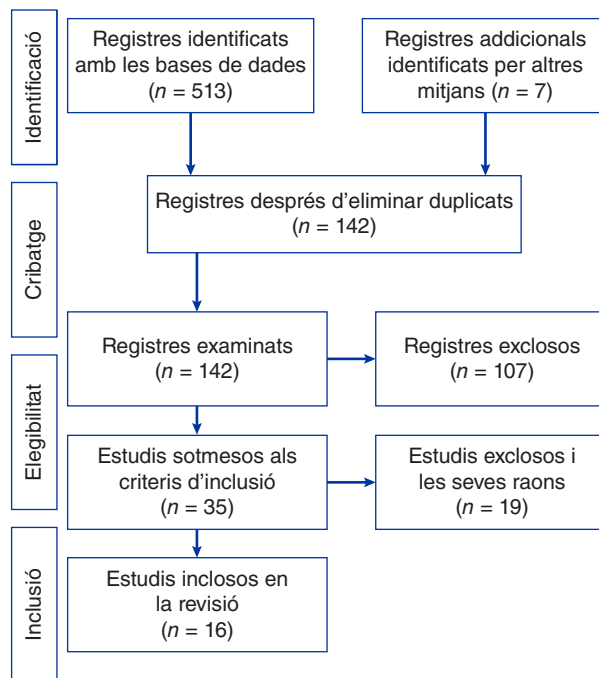 Identificació
Registres identificats
amb les bases de dades
(n = 513)
Registres addicionals
identificats per altres
mitjans (n = 7)
Cribatge
Registres després d’eliminar duplicats
(n = 142)
Registres examinats
(n = 142)
Registres exclosos
(n = 107)
Elegibilitat
Estudis sotmesos als
criteris d’inclusió
(n = 35)
Estudis exclosos i
les seves raons
(n = 19)
Inclusió
Estudis inclosos en
la revisió
(n = 16)